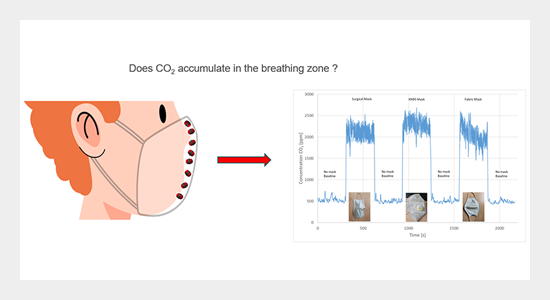 Does CO₂ accumulate in the breathing zone ?
Surgical Mask
KN95 Mask
Fabric Mask
No mask
Baseline
No mask
Baseline
No mask
Baseline
No mask
Baseline
Concentration CO₂ [ppm]
3000
2500
2000
1500
1000
500
0
0
500
1000
1500
2000
Time [s]